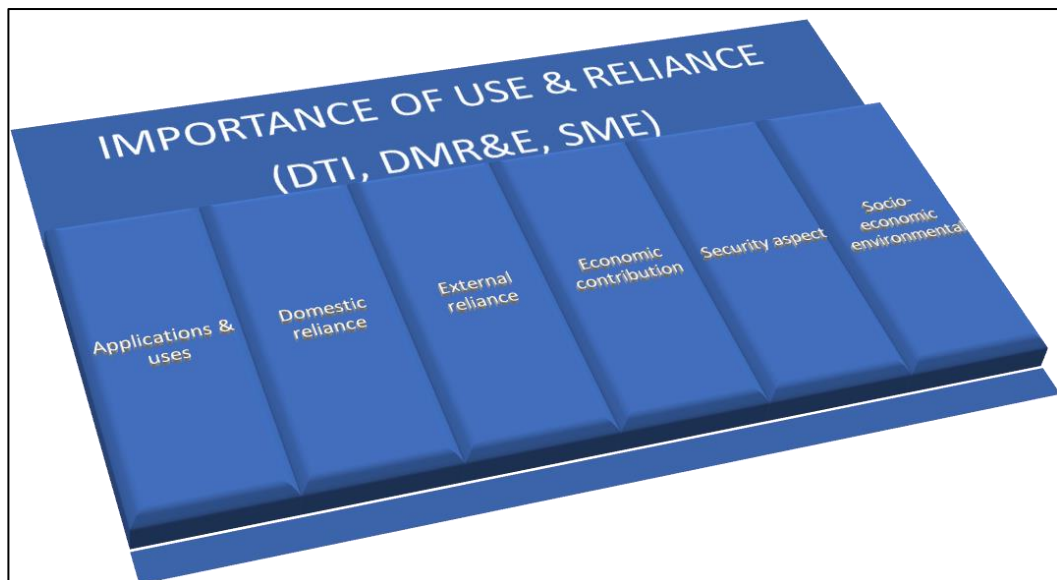 IMPORTANCE OF USE & RELIANCE
(DTI, DMR&E, SME)
Applications &
uses
Domestic
reliance
External
reliance
Economic
contribution
Security aspect
Socio-
economic
environmental